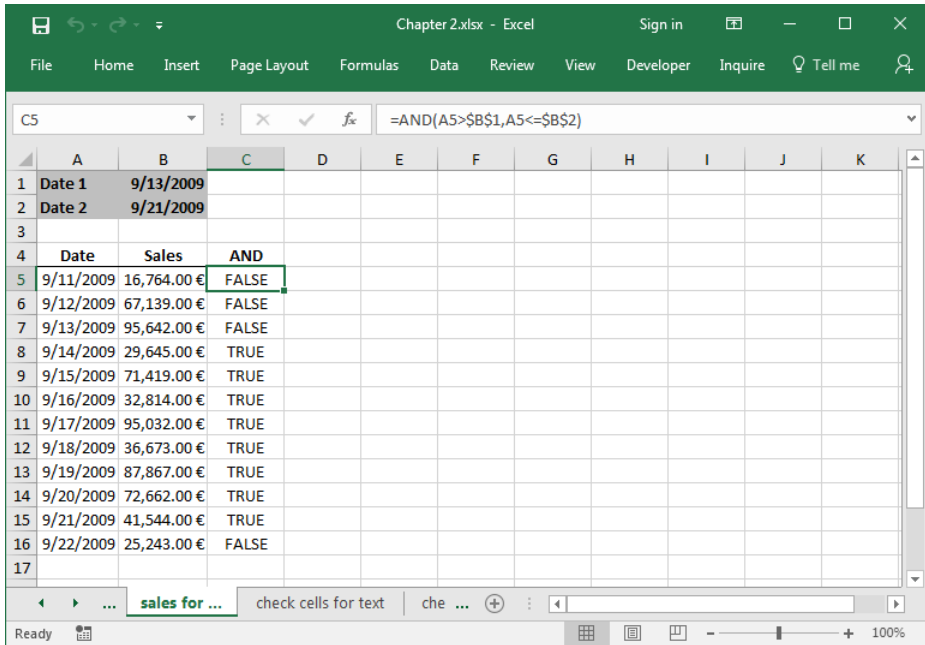 Chapter 2.xlsx - Excel Sign in
File Home Insert Page Layout Formulas Data Review View Developer Inquire Tell me
C5 fx =AND(A5>$B$1,A5<=$B$2)
A B C D E F G H I J K
1 Date 1 9/13/2009
2 Date 2 9/21/2009
3
4 Date Sales AND
5 9/11/2009 16,764.00 € FALSE
6 9/12/2009 67,139.00 € FALSE
7 9/13/2009 95,642.00 € FALSE
8 9/14/2009 29,645.00 € TRUE
9 9/15/2009 71,419.00 € TRUE
10 9/16/2009 32,814.00 € TRUE
11 9/17/2009 95,032.00 € TRUE
12 9/18/2009 36,673.00 € TRUE
13 9/19/2009 87,867.00 € TRUE
14 9/20/2009 72,662.00 € TRUE
15 9/21/2009 41,544.00 € TRUE
16 9/22/2009 25,243.00 € FALSE
17
... sales for ... check cells for text che ...
Ready 100%